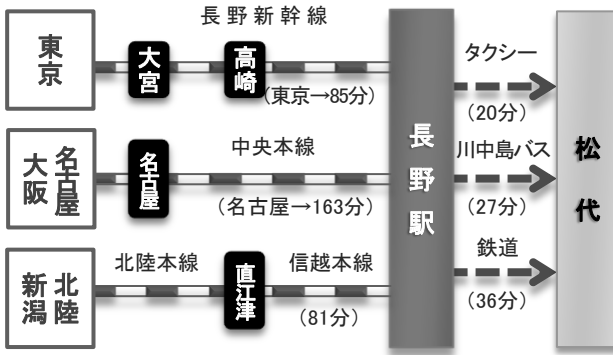 長野新幹線
東京
大宮
高崎
(東京→85分)
タクシー
(20分)
名古屋
大阪
名古屋
中央本線
(名古屋→163分)
長野駅
川中島バス
(27分)
松代
北陸
新潟
北陸本線
直江津
信越本線
(81分)
鉄道
(36分)